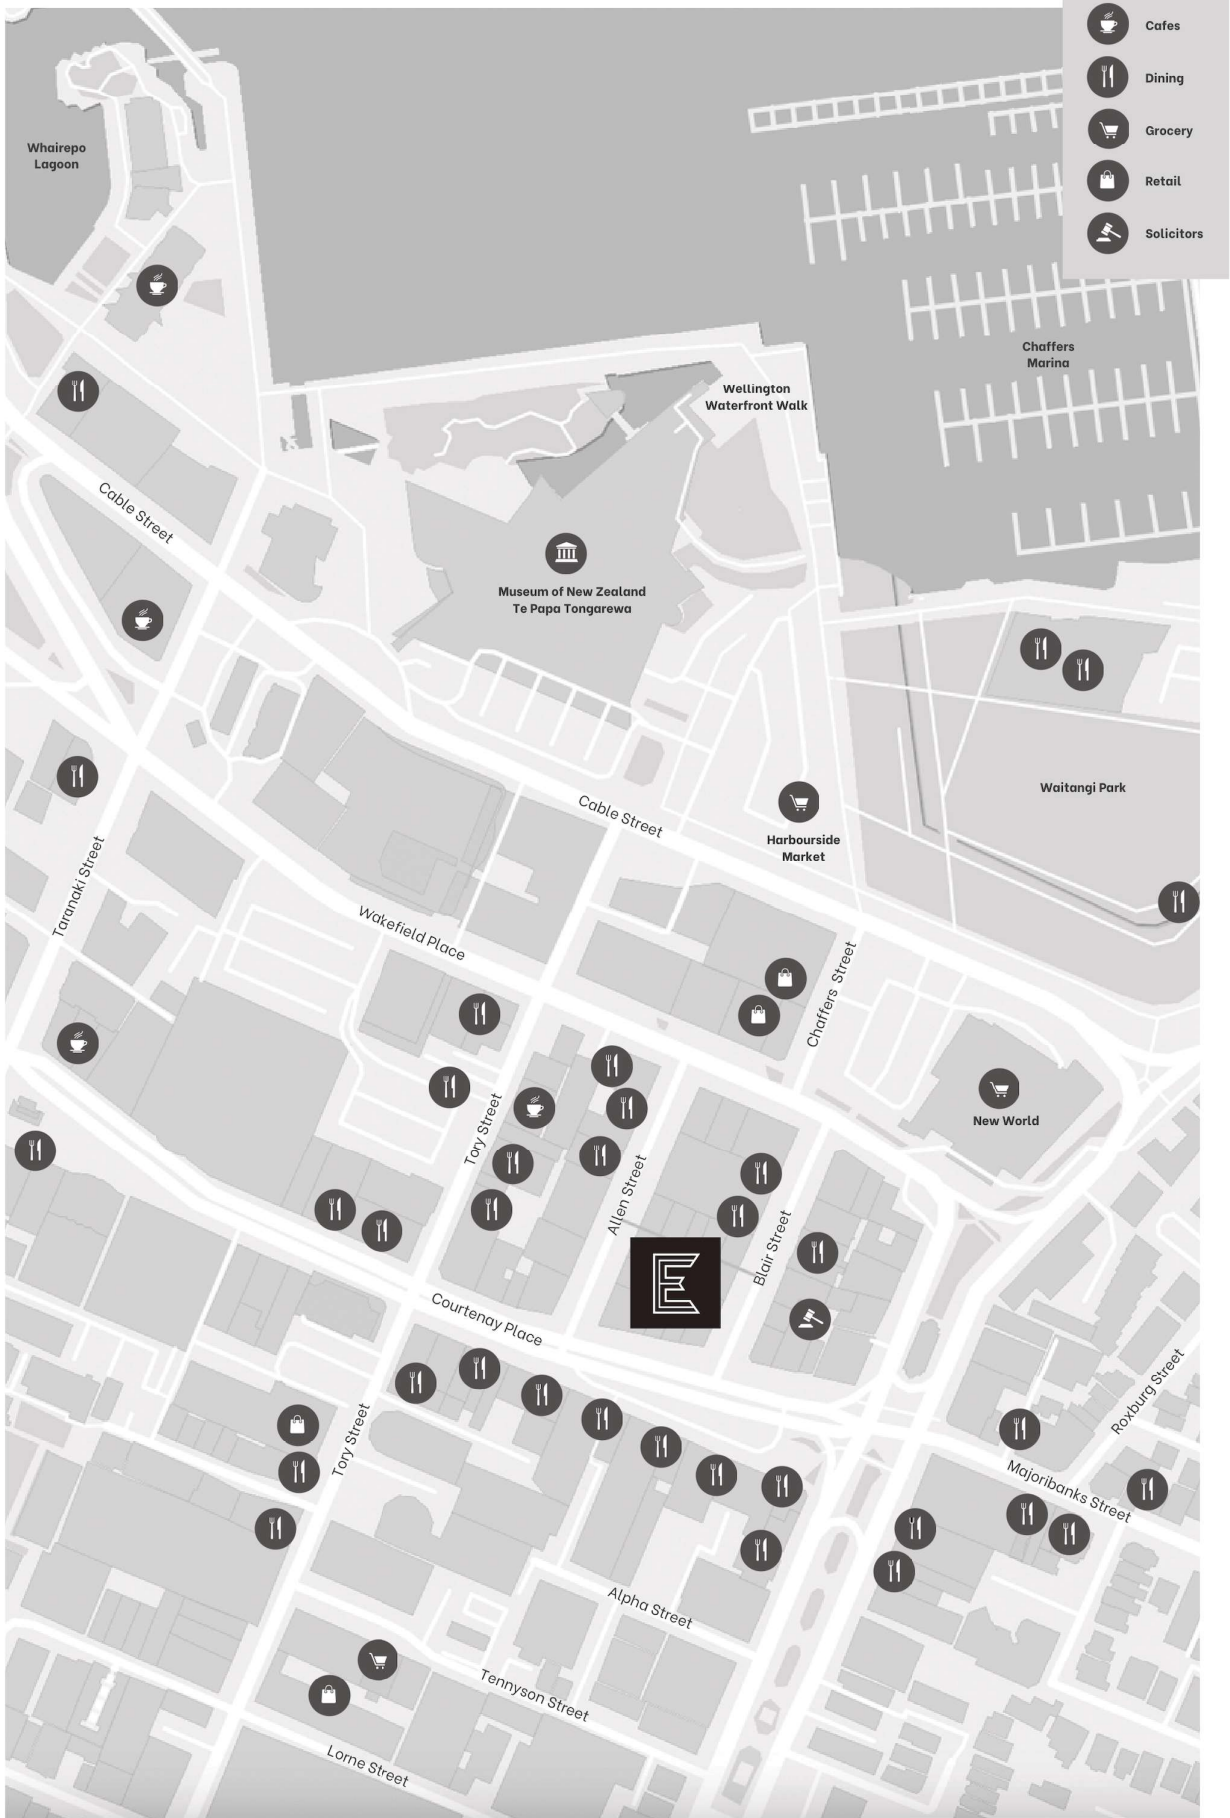 Cafes
Dining
Grocery
Retail
Solicitors
Whairepo
Lagoon
Chaffers
Marina
Wellington
Waterfront Walk
Cable Street
Museum of New Zealand
Te Papa Tongarewa
Waitangi Park
Cable Street
Harbourside
Market
Taranaki Street
Wakefield Place
Chaffers Street
New World
Tory Street
Allen Street
Blair Street
E
Courtenay Place
Roxburg Street
Tory Street
Majoribanks Street
Alpha Street
Tennyson Street
Lorne Street